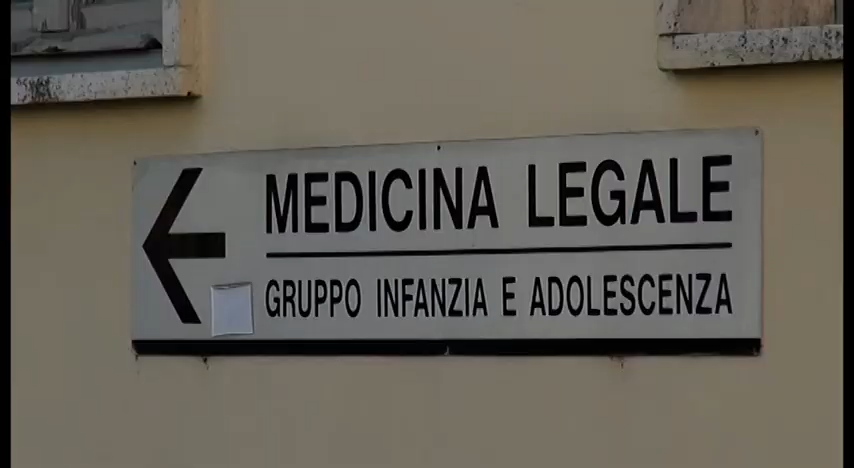 MEDICINA LEGALE
GRUPPO INFANZIA E ADOLESCENZA